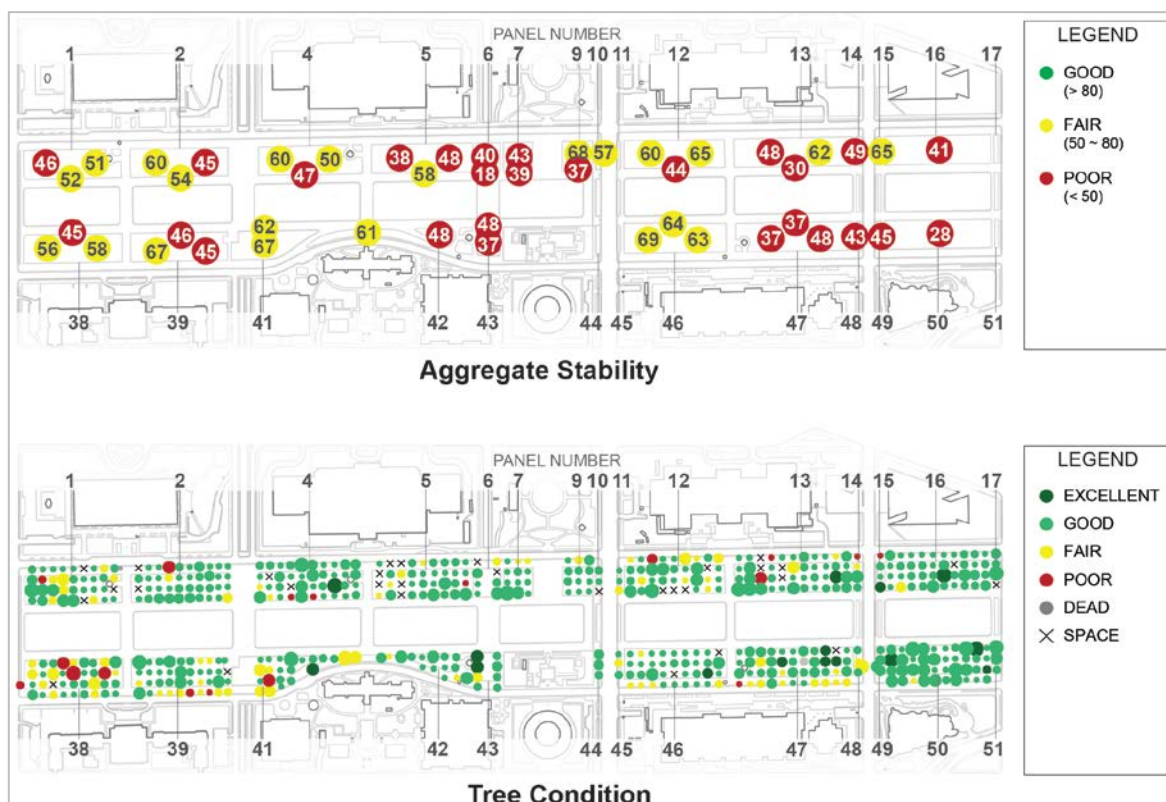 PANEL NUMBER
1 2 4 5 6 7 9 10 11 12 13 14 15 16 17
46 51 60 45 60 50 38 48 40 43 68 57 60 65 48 62 49 65 41
52 54 47 58 18 39 37 44 30
45 46 62 61 48 48 64 37
56 58 67 45 67 37 69 63 37 48 43 45 28
38 39 41 42 43 44 45 46 47 48 49 50 51
Aggregate Stability
LEGEND
GOOD
(> 80)
FAIR
(50 ~ 80)
POOR
(< 50)
PANEL NUMBER
1 2 4 5 6 7 9 10 11 12 13 14 15 16 17
38 39 41 42 43 44 45 46 47 48 49 50 51
Tree Condition
LEGEND
EXCELLENT
GOOD
FAIR
POOR
DEAD
SPACE